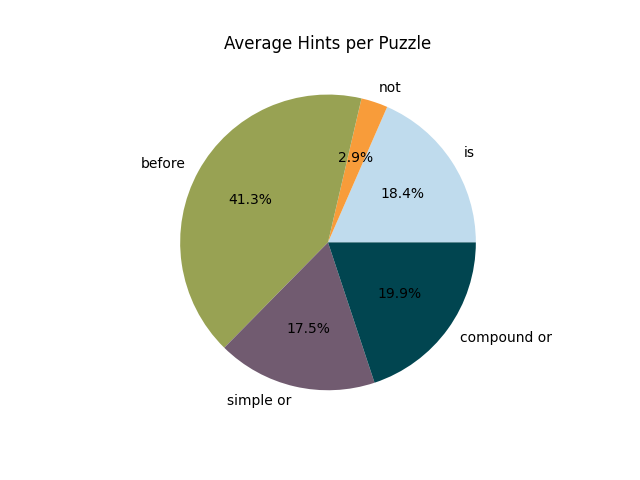 Average Hints per Puzzle
not
is
before
2.9%
18.4%
41.3%
19.9%
17.5%
compound or
simple or